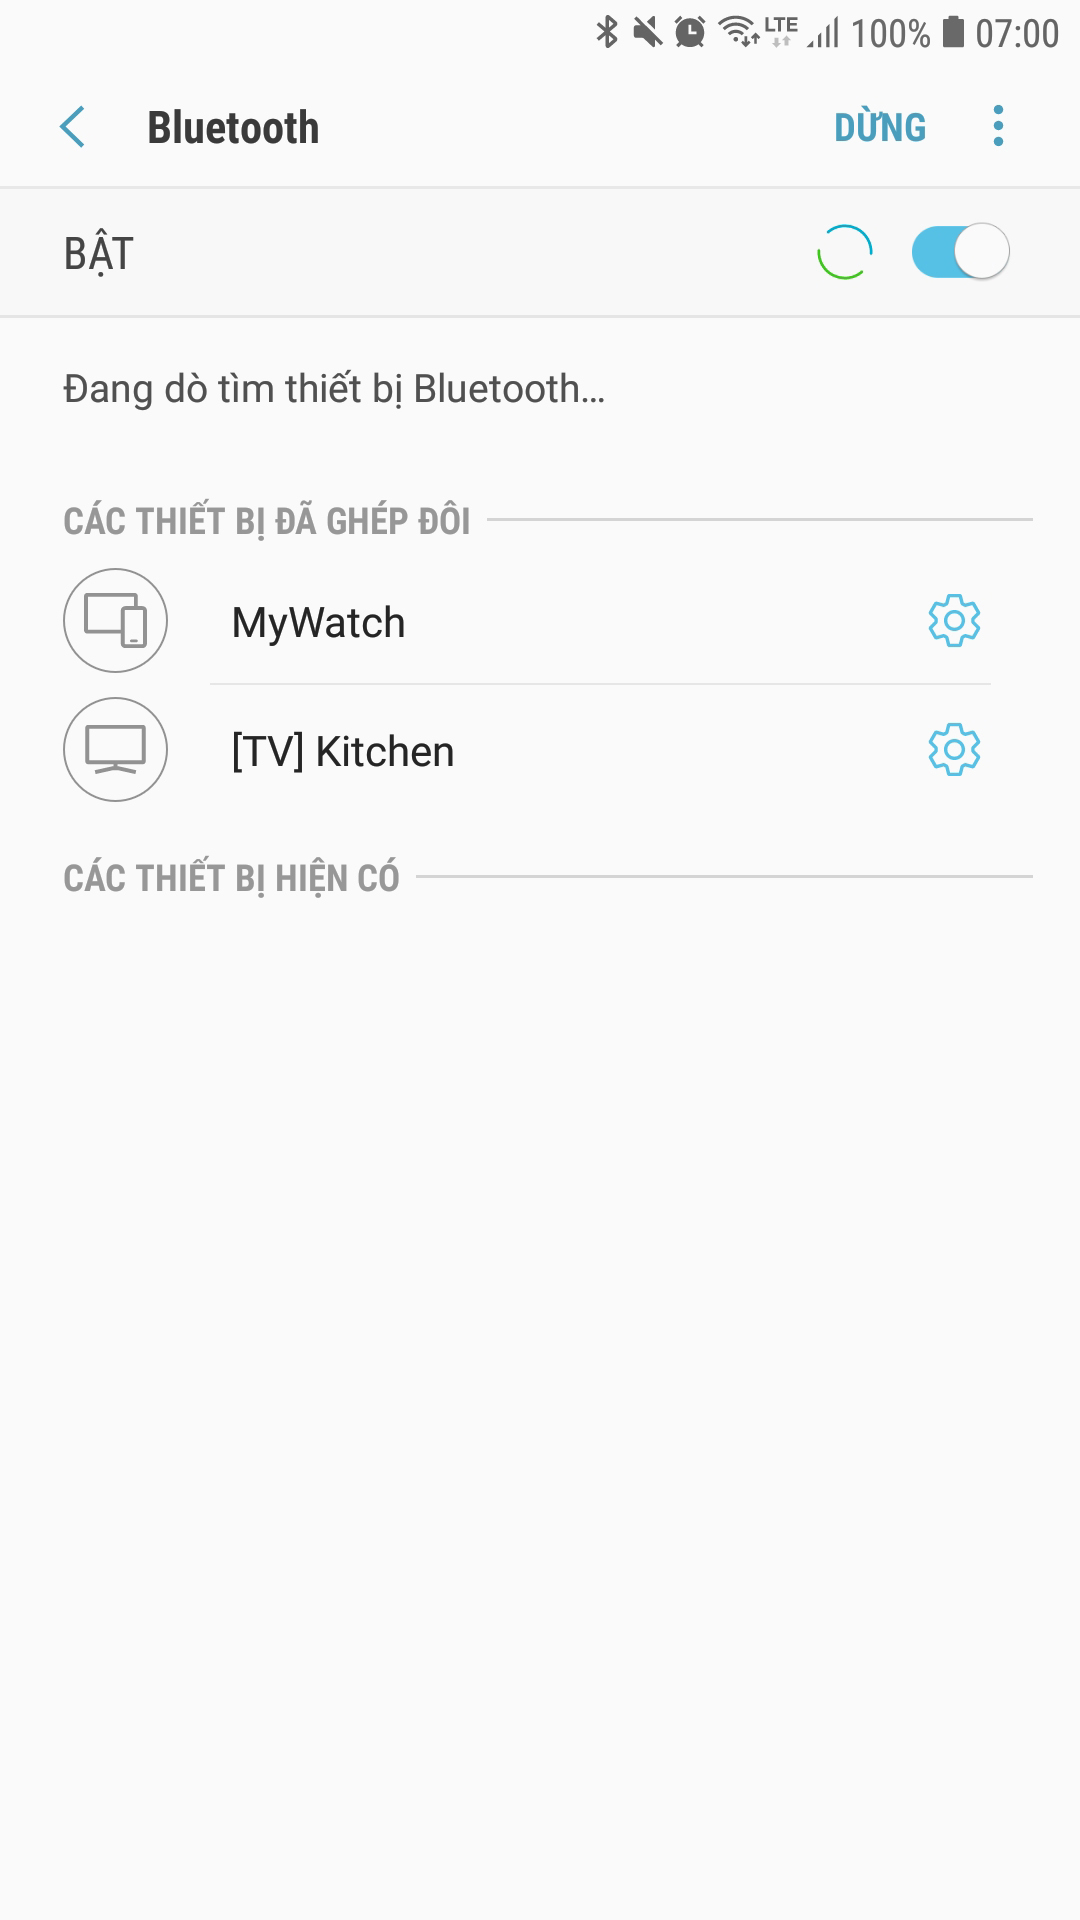 LTE 100% 07:00
Bluetooth DỪNG
BẬT
Đang dò tìm thiết bị Bluetooth...
CÁC THIẾT BỊ ĐÃ GHÉP ĐÔI
MyWatch
[TV] Kitchen
CÁC THIẾT BỊ HIỆN CÓ